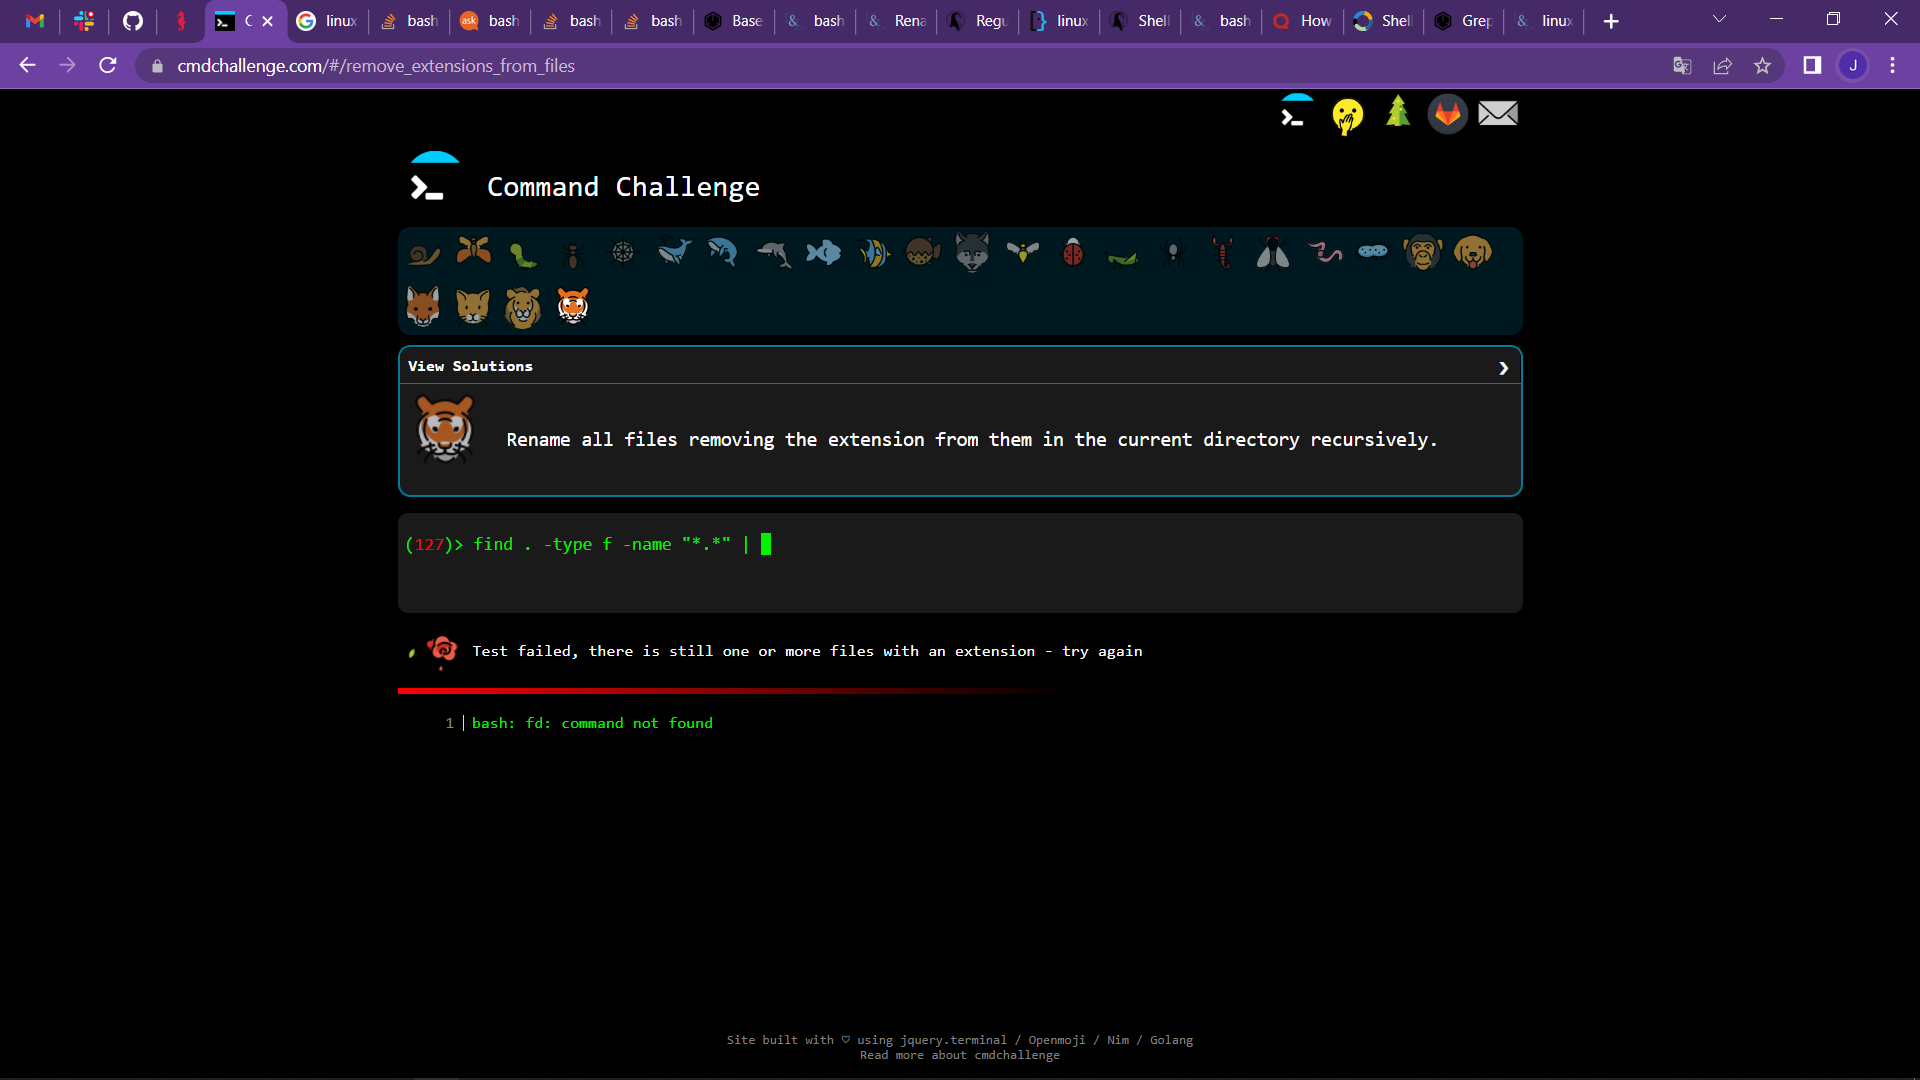 C
linux
bash
bash
bash
bash
Base
bash
Rena
Regu
linux
Shell
bash
How
Shell
Grep
linux
cmdchallenge.com/#/remove_extensions_from_files
J
Command Challenge
View Solutions
Rename all files removing the extension from them in the current directory recursively.
(127)> find . -type f -name "*.*" |
Test failed, there is still one or more files with an extension - try again
1 bash: fd: command not found
Site built with ♡ using jquery.terminal / Openmoji / Nim / Golang
Read more about cmdchallenge